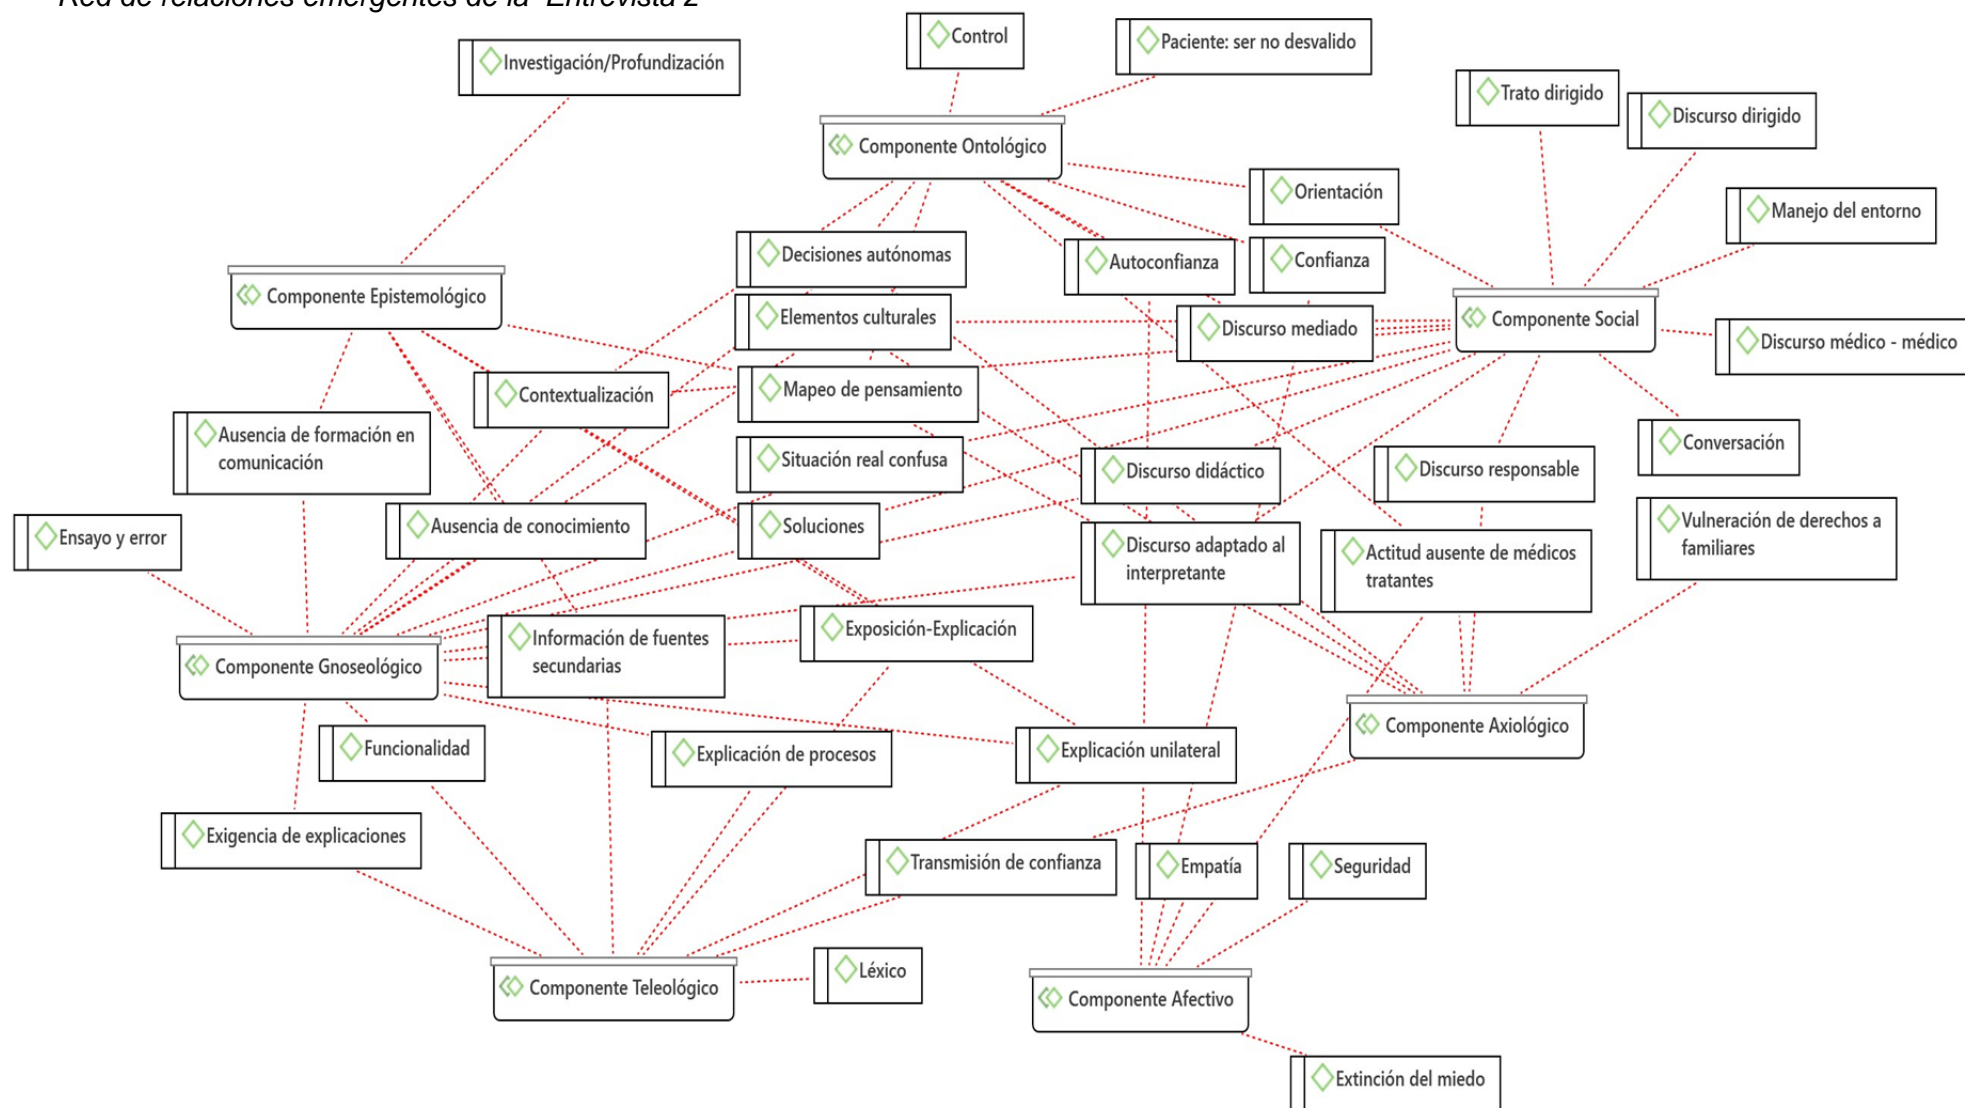 Red de relaciones emergentes de la Entrevista 2
Control
Paciente: ser no desvalido
Investigación/Profundización
Trato dirigido
Discurso dirigido
Componente Ontológico
Orientación
Manejo del entorno
Decisiones autónomas
Autoconfianza
Confianza
Componente Epistemológico
Elementos culturales
Discurso mediado
Componente Social
Discurso médico - médico
Contextualización
Mapeo de pensamiento
Ausencia de formación en
comunicación
Situación real confusa
Discurso didáctico
Discurso responsable
Conversación
Ensayo y error
Ausencia de conocimiento
Soluciones
Discurso adaptado al
interpretante
Actitud ausente de médicos
tratantes
Vulneración de derechos a
familiares
Componente Gnoseológico
Información de fuentes
secundarias
Exposición-Explicación
Funcionalidad
Explicación de procesos
Explicación unilateral
Componente Axiológico
Exigencia de explicaciones
Transmisión de confianza
Empatía
Seguridad
Componente Teleológico
Léxico
Componente Afectivo
Extinción del miedo